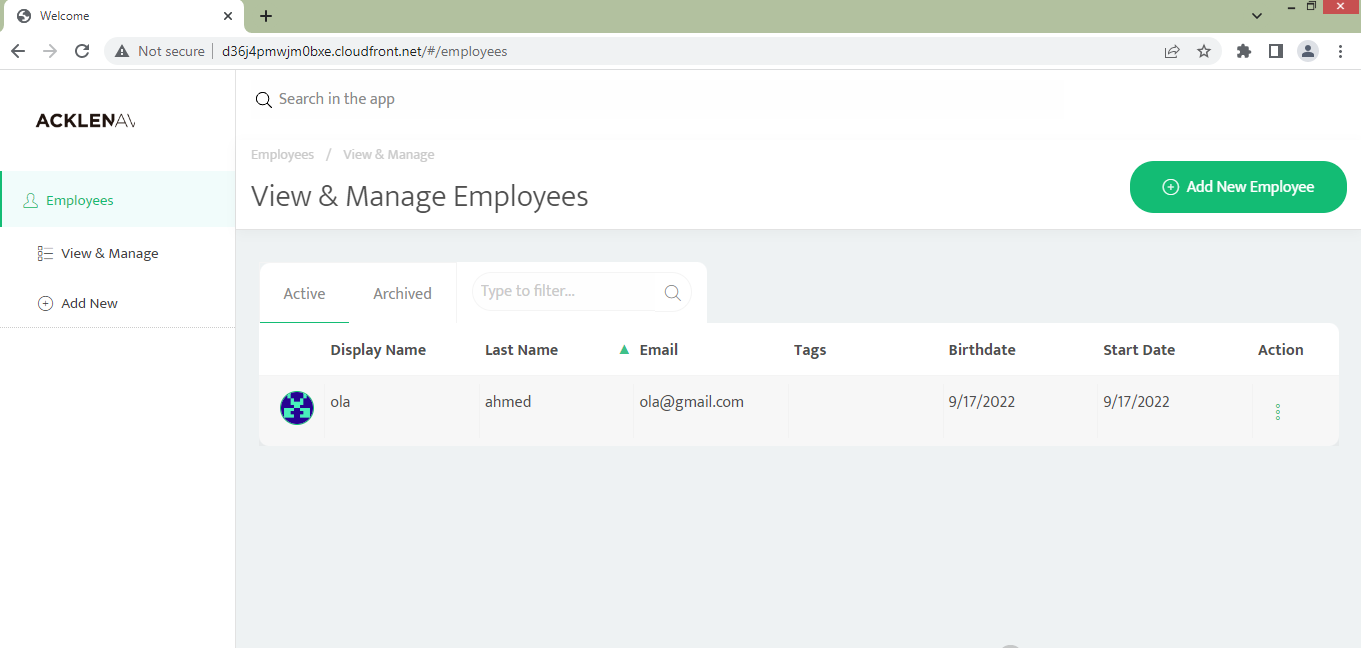 Welcome
Not secure
d36j4pmwjm0bxe.cloudfront.net/#/employees
ACKLENAV
Search in the app
Employees / View & Manage
View & Manage Employees
Add New Employee
Employees
View & Manage
Add New
Active
Archived
Type to filter...
Display Name Last Name Email Tags Birthdate Start Date Action
ola ahmed ola@gmail.com 9/17/2022 9/17/2022